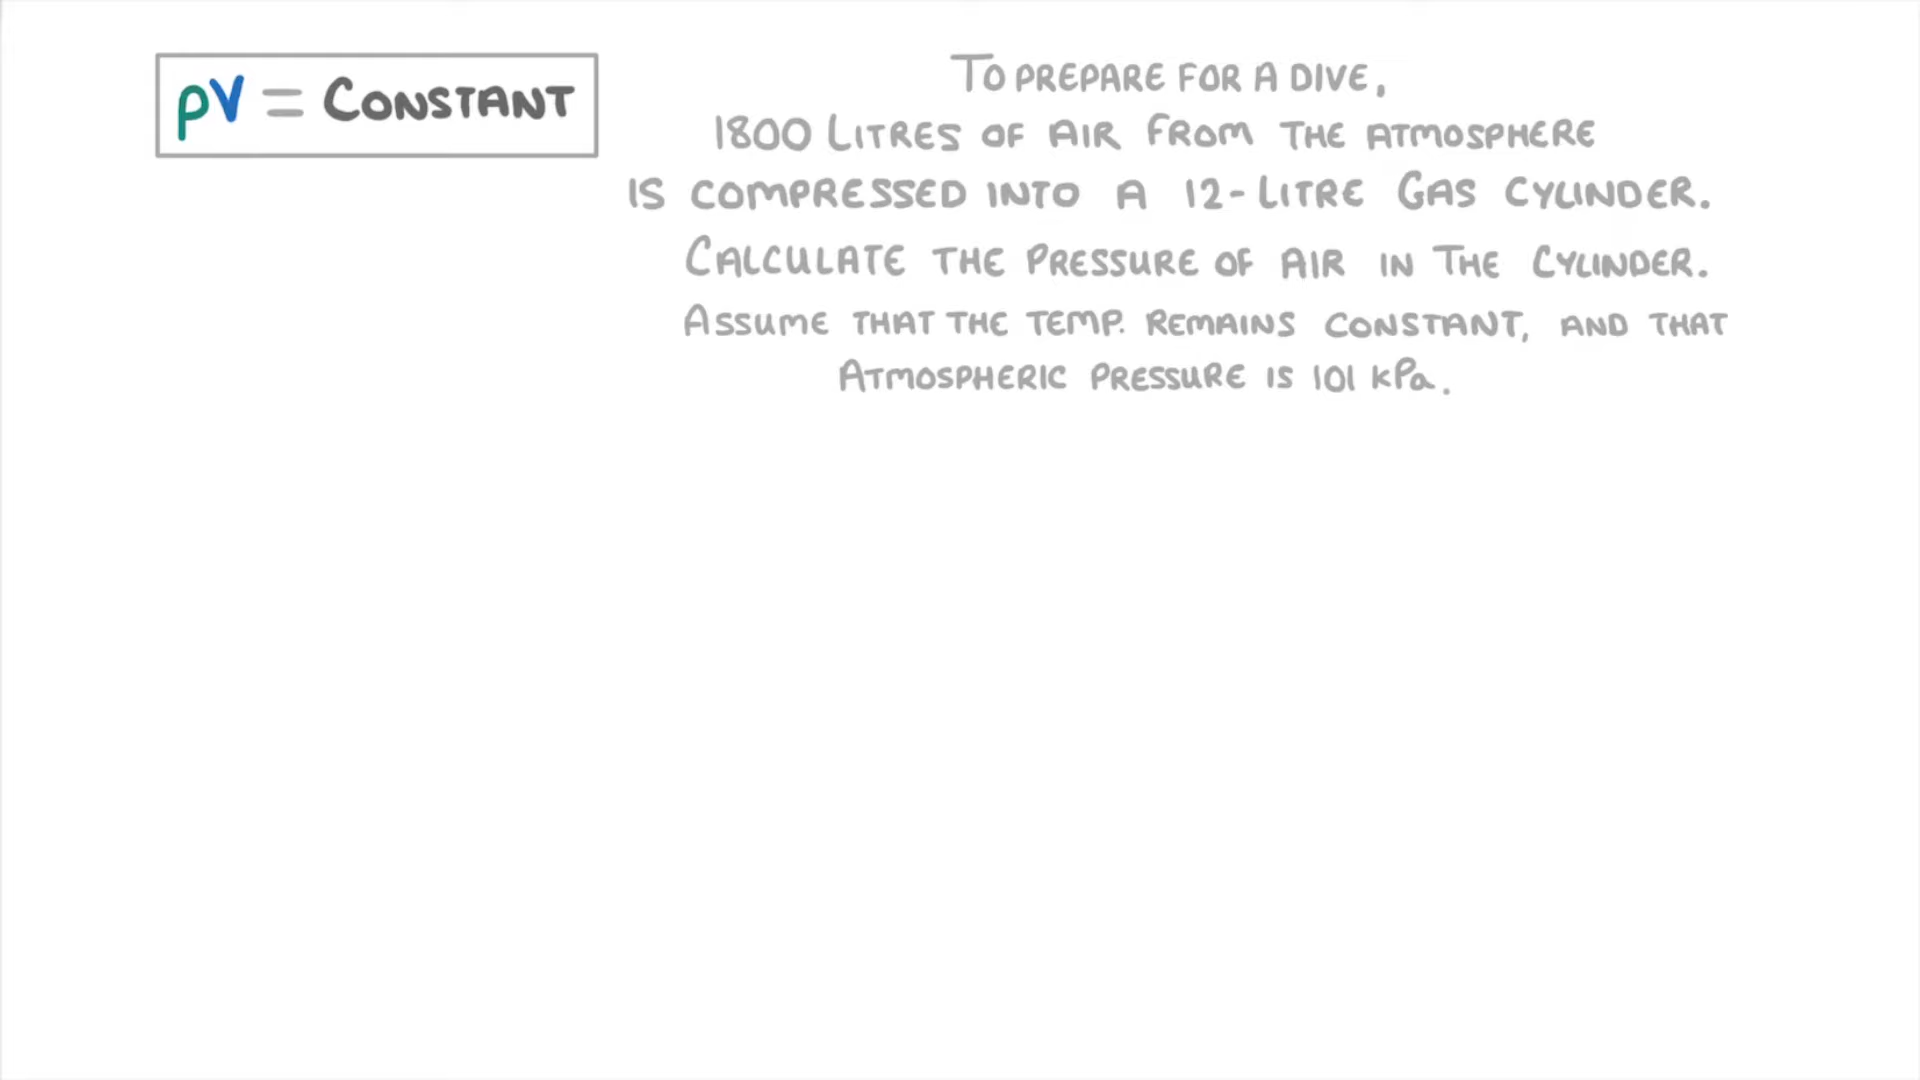 pV = CONSTANT
TO PREPARE FOR A DIVE,
1800 LITRES OF AIR FROM THE ATMOSPHERE
IS COMPRESSED INTO A 12-LITRE GAS CYLINDER.
CALCULATE THE PRESSURE OF AIR IN THE CYLINDER.
ASSUME THAT THE TEMP. REMAINS CONSTANT, AND THAT
ATMOSPHERIC PRESSURE IS 101 kPa.